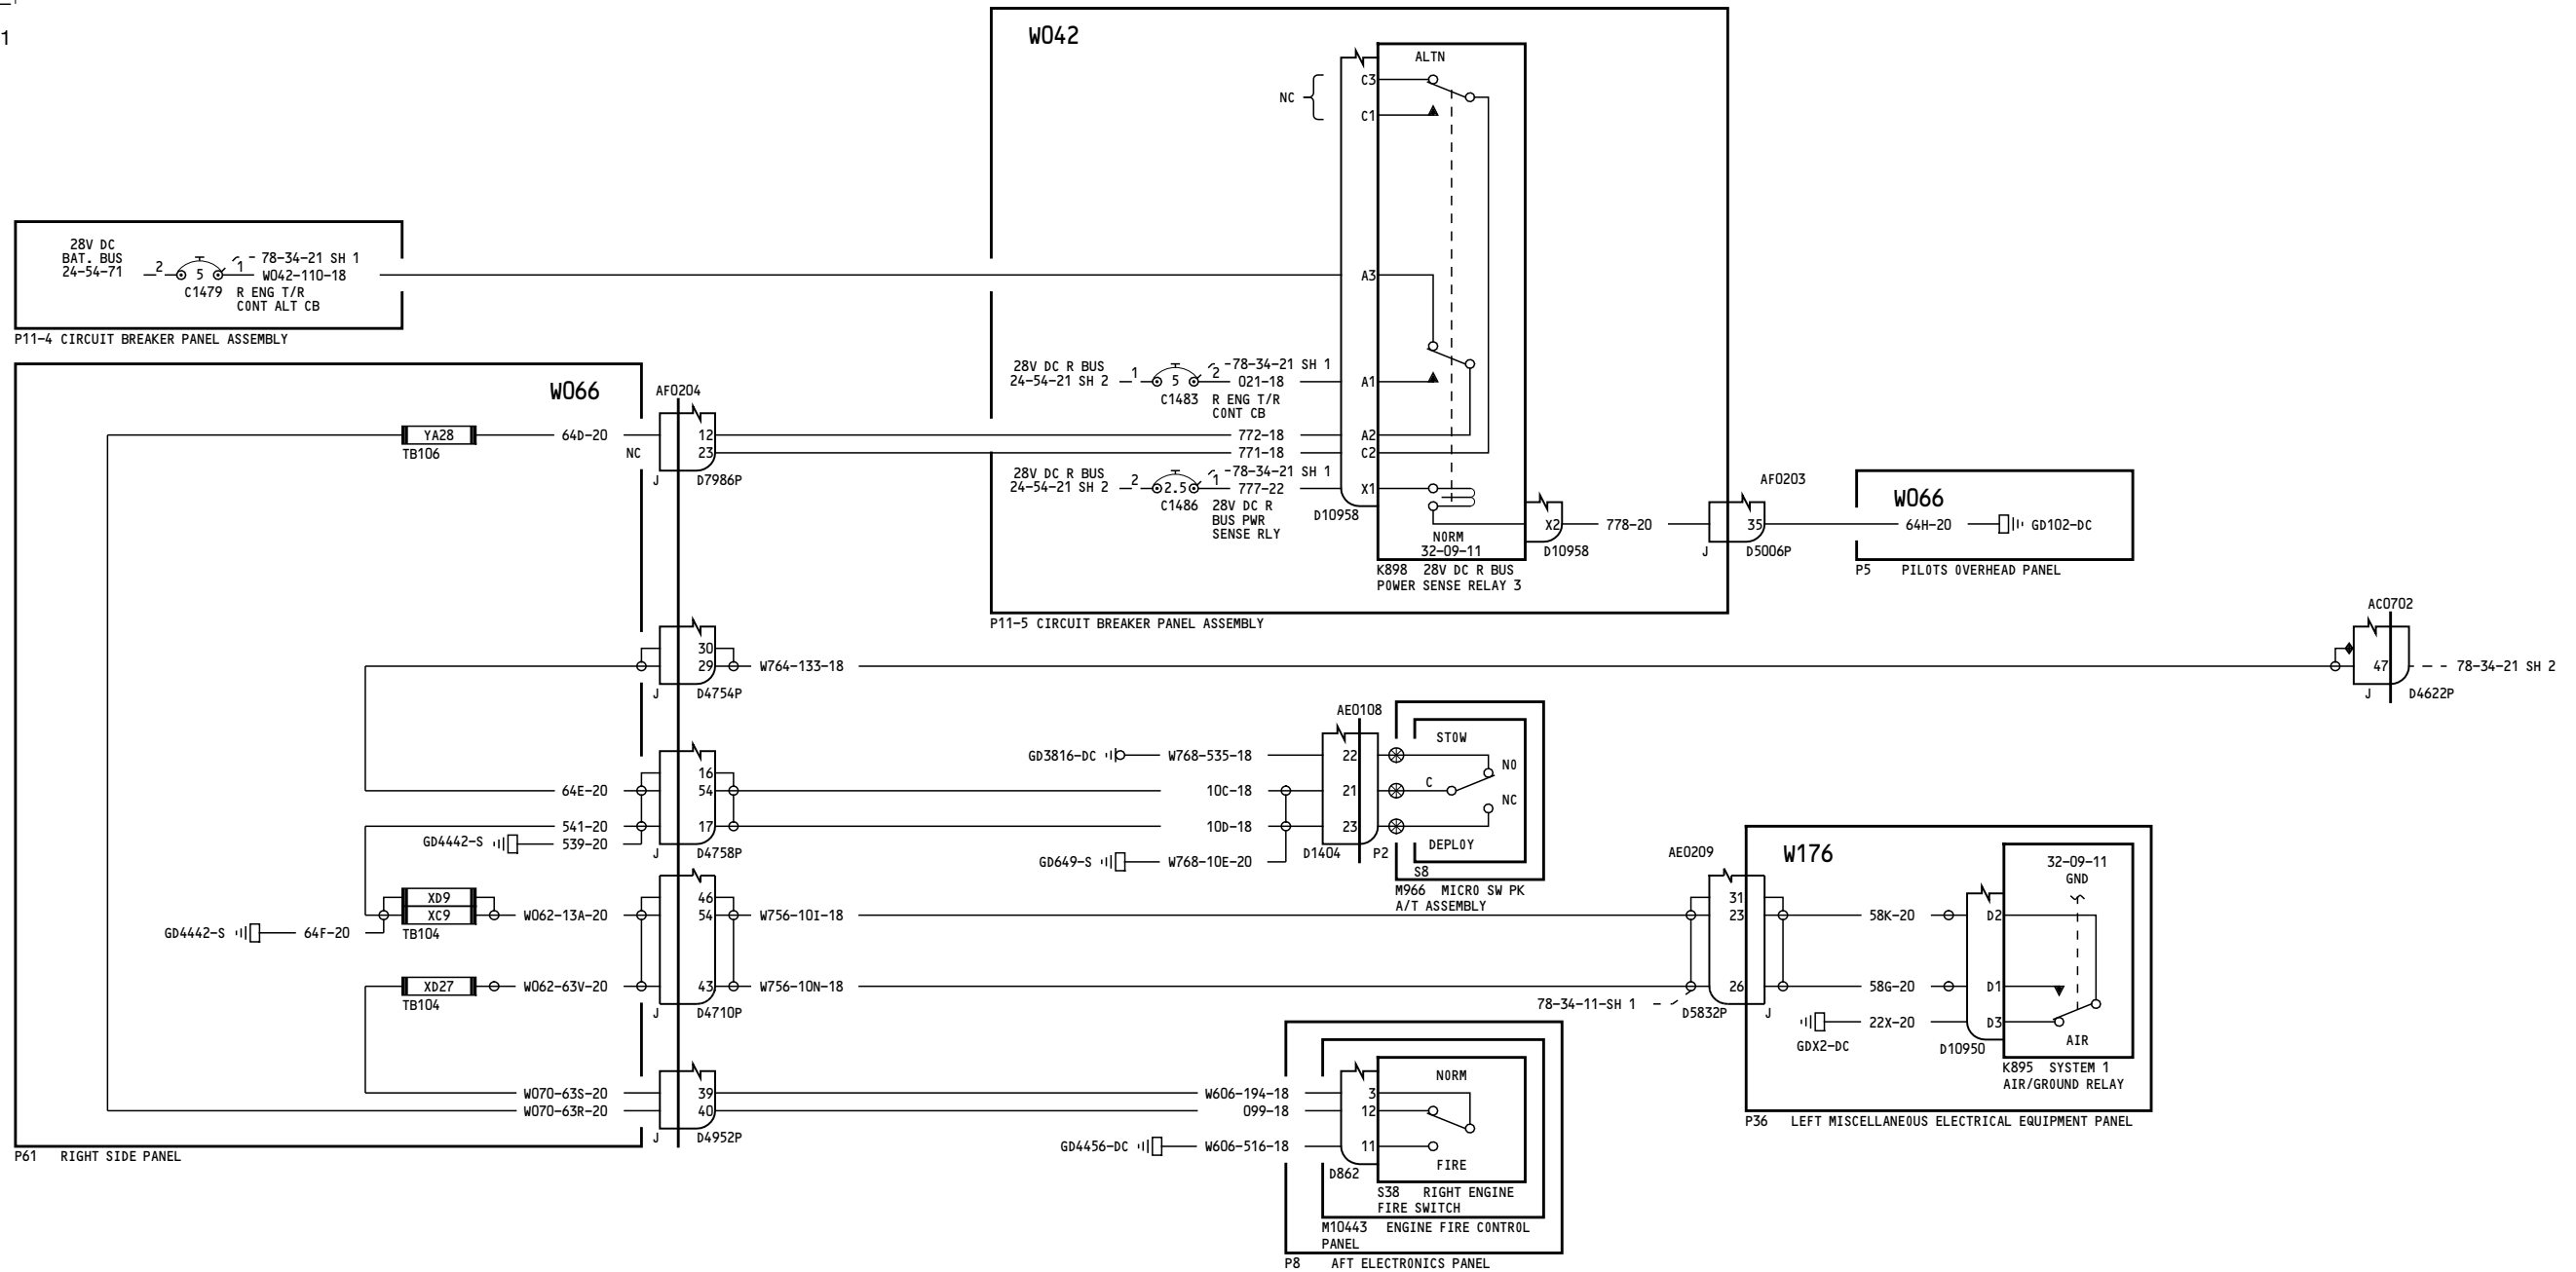 1
W042
ALTN
C3
NC
C1
28V DC
BAT. BUS
24-54-71
2
5
1
78-34-21 SH 1
W042-110-18
C1479
R ENG T/R
CONT ALT CB
A3
P11-4 CIRCUIT BREAKER PANEL ASSEMBLY
28V DC R BUS
24-54-21 SH 2
1
5
2
78-34-21 SH 1
021-18
A1
C1483
R ENG T/R
CONT CB
W066
AF0204
YA28
TB106
64D-20
NC
12
23
J
D7986P
772-18
A2
771-18
C2
28V DC R BUS
24-54-21 SH 2
2
2.5
1
78-34-21 SH 1
777-22
X1
C1486
28V DC R
BUS PWR
SENSE RLY
D10958
NORM
32-09-11
X2
D10958
K898 28V DC R BUS
POWER SENSE RELAY 3
778-20
AF0203
35
J
D5006P
W066
64H-20
GD102-DC
P5 PILOTS OVERHEAD PANEL
P11-5 CIRCUIT BREAKER PANEL ASSEMBLY
30
29
W764-133-18
J
D4754P
AC0702
47
78-34-21 SH 2
J
D4622P
AE0108
STOW
GD3816-DC
W768-535-18
22
NO
16
64E-20
54
10C-18
21
C
NC
541-20
17
10D-18
23
GD4442-S
539-20
J
D4758P
DEPLOY
D1404
P2
GD649-S
W768-10E-20
S8
M966 MICRO SW PK
A/T ASSEMBLY
XD9
XC9
TB104
GD4442-S
64F-20
W062-13A-20
46
54
W756-10I-18
XD27
TB104
W062-63V-20
43
W756-10N-18
J
D4710P
AE0209
W176
31
23
26
78-34-11-SH 1
D5832P
J
58K-20
D2
58G-20
D1
GDX2-DC
22X-20
D3
D10950
32-09-11
GND
AIR
K895 SYSTEM 1
AIR/GROUND RELAY
P36 LEFT MISCELLANEOUS ELECTRICAL EQUIPMENT PANEL
W070-63S-20
39
W606-194-18
3
NORM
W070-63R-20
40
099-18
12
J
D4952P
GD4456-DC
W606-516-18
11
FIRE
D862
S38 RIGHT ENGINE
FIRE SWITCH
M10443 ENGINE FIRE CONTROL
PANEL
P8 AFT ELECTRONICS PANEL
P61 RIGHT SIDE PANEL